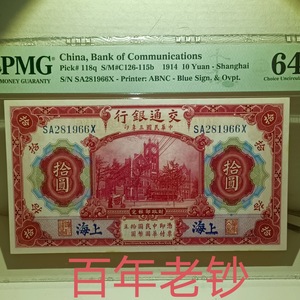 PMG
MONEY GUARANTY
China, Bank of Communications
Pick# 118q S/M#C126-115b 1914 10 Yuan - Shanghai
S/N SA281966X - Printer: ABNC - Blue Sign. & Ovpt.
64
Choice Uncircul
行銀通交
SA281966X
SA281966X
拾圓
拾圓
上海
海上
百年老钞